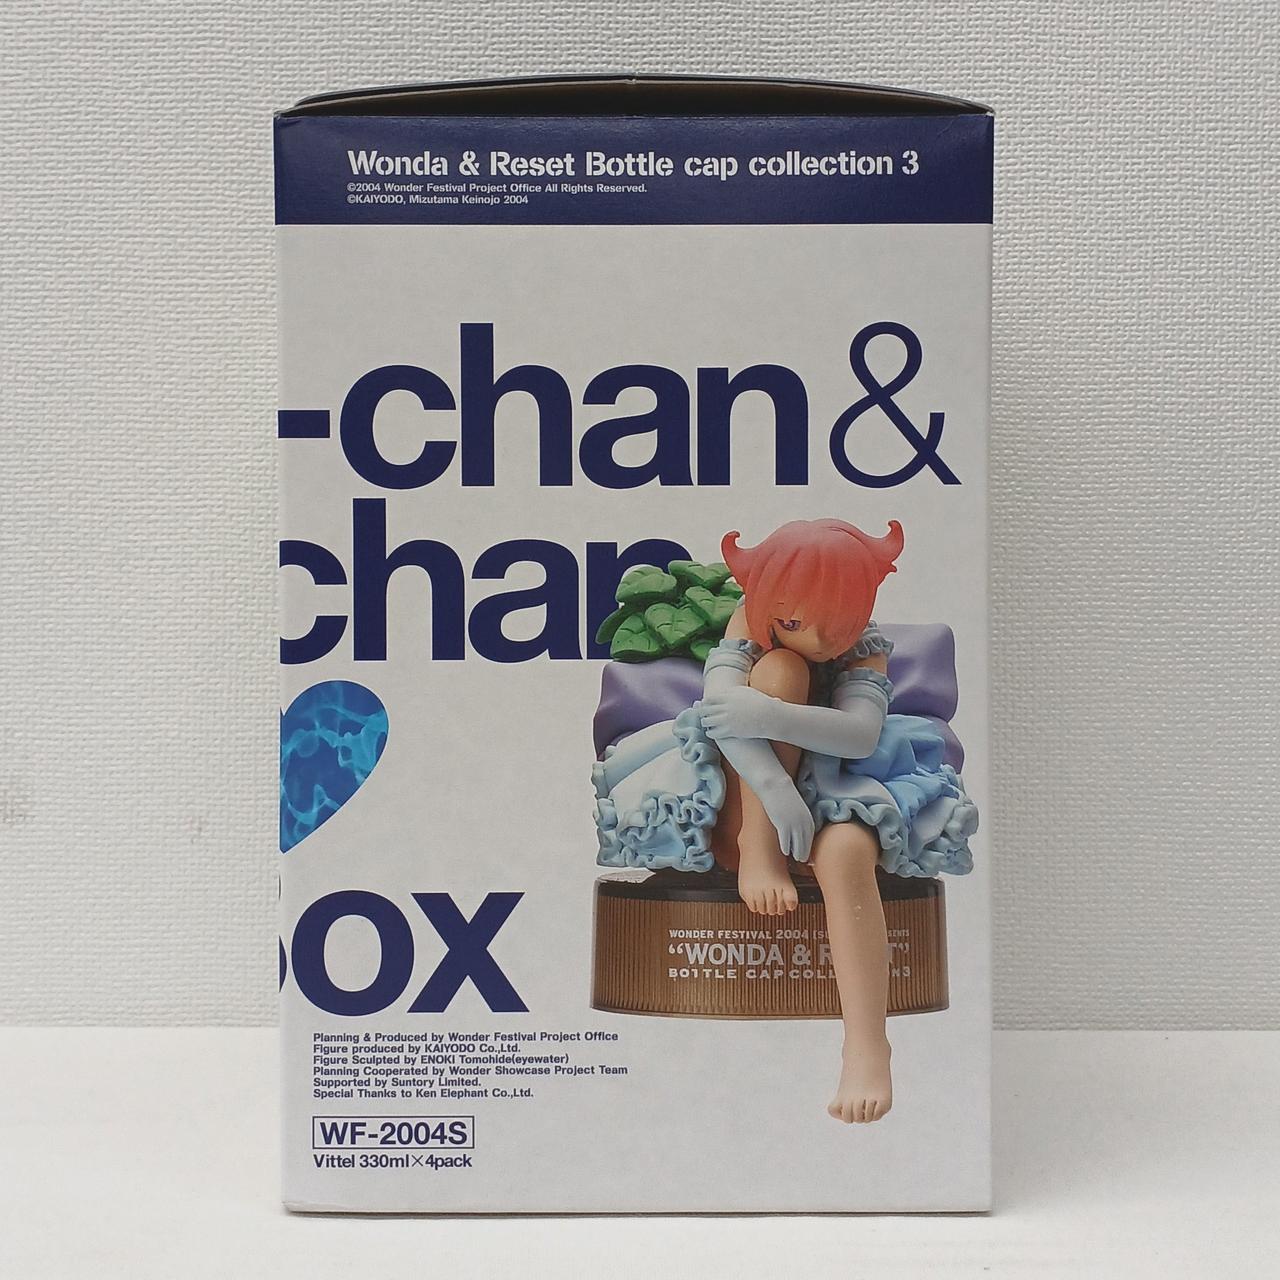 Wonda & Reset Bottle cap collection 3
©2004 Wonder Festival Project Office All Rights Reserved.
©KAIYODO, Mizutama Keinojo 2004
-chan &
chan
ox
WONDER FESTIVAL 2004
"WONDA &
BOTTLE CAP 3
Planning & Produced by Wonder Festival Project Office
Figure produced by KAIYODO Co.,Ltd.
Figure Sculpted by ENOKI Tomohide(eyewater)
Planning Cooperated by Wonder Showcase Project Team
Supported by Suntory Limited.
Special Thanks to Ken Elephant Co.,Ltd.
WF-2004S
Vittel 330ml×4pack